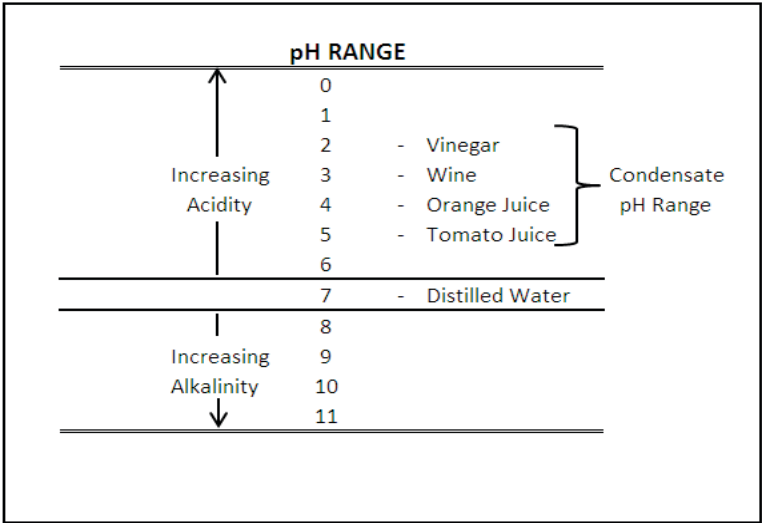 pH RANGE
0
1
2 - Vinegar
Increasing 3 - Wine Condensate
Acidity 4 - Orange Juice pH Range
5 - Tomato Juice
6
7 - Distilled Water
8
Increasing 9
Alkalinity 10
11